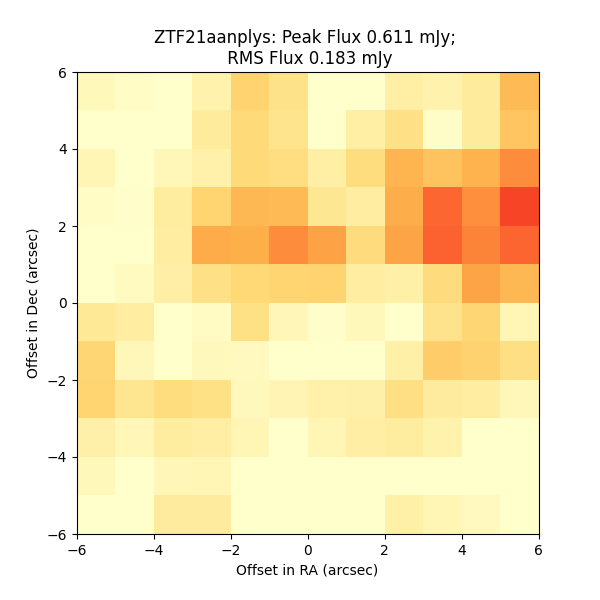 ZTF21aanplys: Peak Flux 0.611 mJy;
RMS Flux 0.183 mJy
6
4
2
0
−2
−4
−6
Offset in Dec (arcsec)
−6 −4 −2 0 2 4 6
Offset in RA (arcsec)